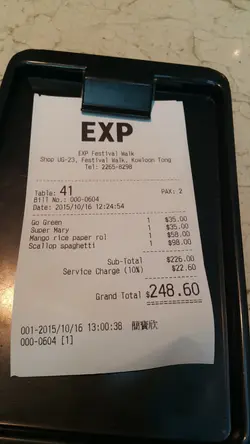 EXP
EXP Festival Walk
Shop UG-23, Festival Walk, Kowloon Tong
Tel: 2265-8298
Table: 41 PAX: 2
Bill No.: 000-0604
Date: 2015/10/16 12:24:54
Go Green 1 $35.00
Super Mary 1 $35.00
Mango rice paper rol 1 $58.00
Scallop spaghetti 1 $98.00
Sub-Total $226.00
Service Charge (10%) $22.60
Grand Total $248.60
001-2015/10/16 13:00:36
000-0604 [1]